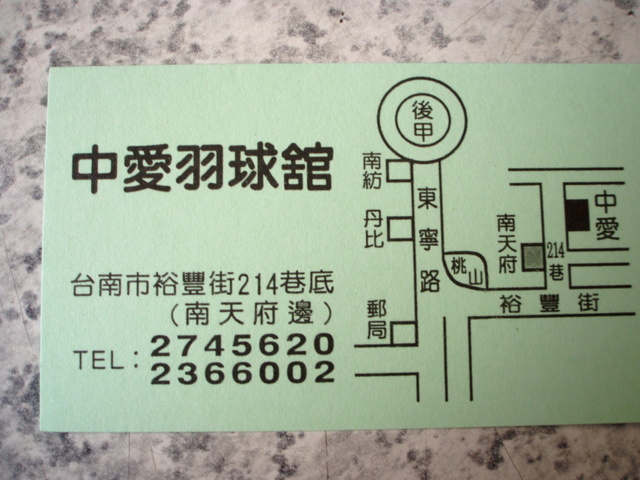 中愛羽球舘
台南市裕豐街214巷底
(南天府邊)
TEL:2745620
2366002
後甲
南紡
丹比
東寧路
郵局
桃山
南天府
214巷
中愛
裕豐街